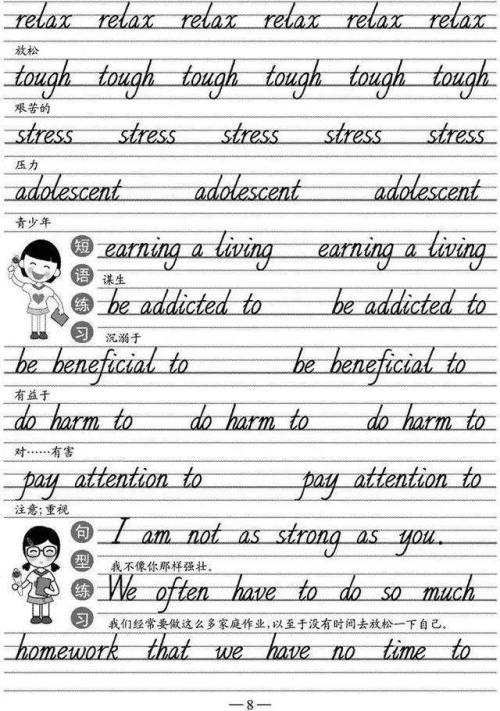 relax relax relax relax relax relax
放松
tough tough tough tough tough tough
艰苦的
stress stress stress stress stress
压力
adolescent adolescent adolescent
青少年
短语练习
earning a living earning a living
谋生
be addicted to be addicted to
沉溺于
be beneficial to be beneficial to
有益于
do harm to do harm to do harm to
对……有害
pay attention to pay attention to
注意;重视
句型练习
I am not as strong as you.
我不像你那样强壮。
We often have to do so much
我们经常要做这么多家庭作业,以至于没有时间去放松一下自己。
homework that we have no time to
— 8 —